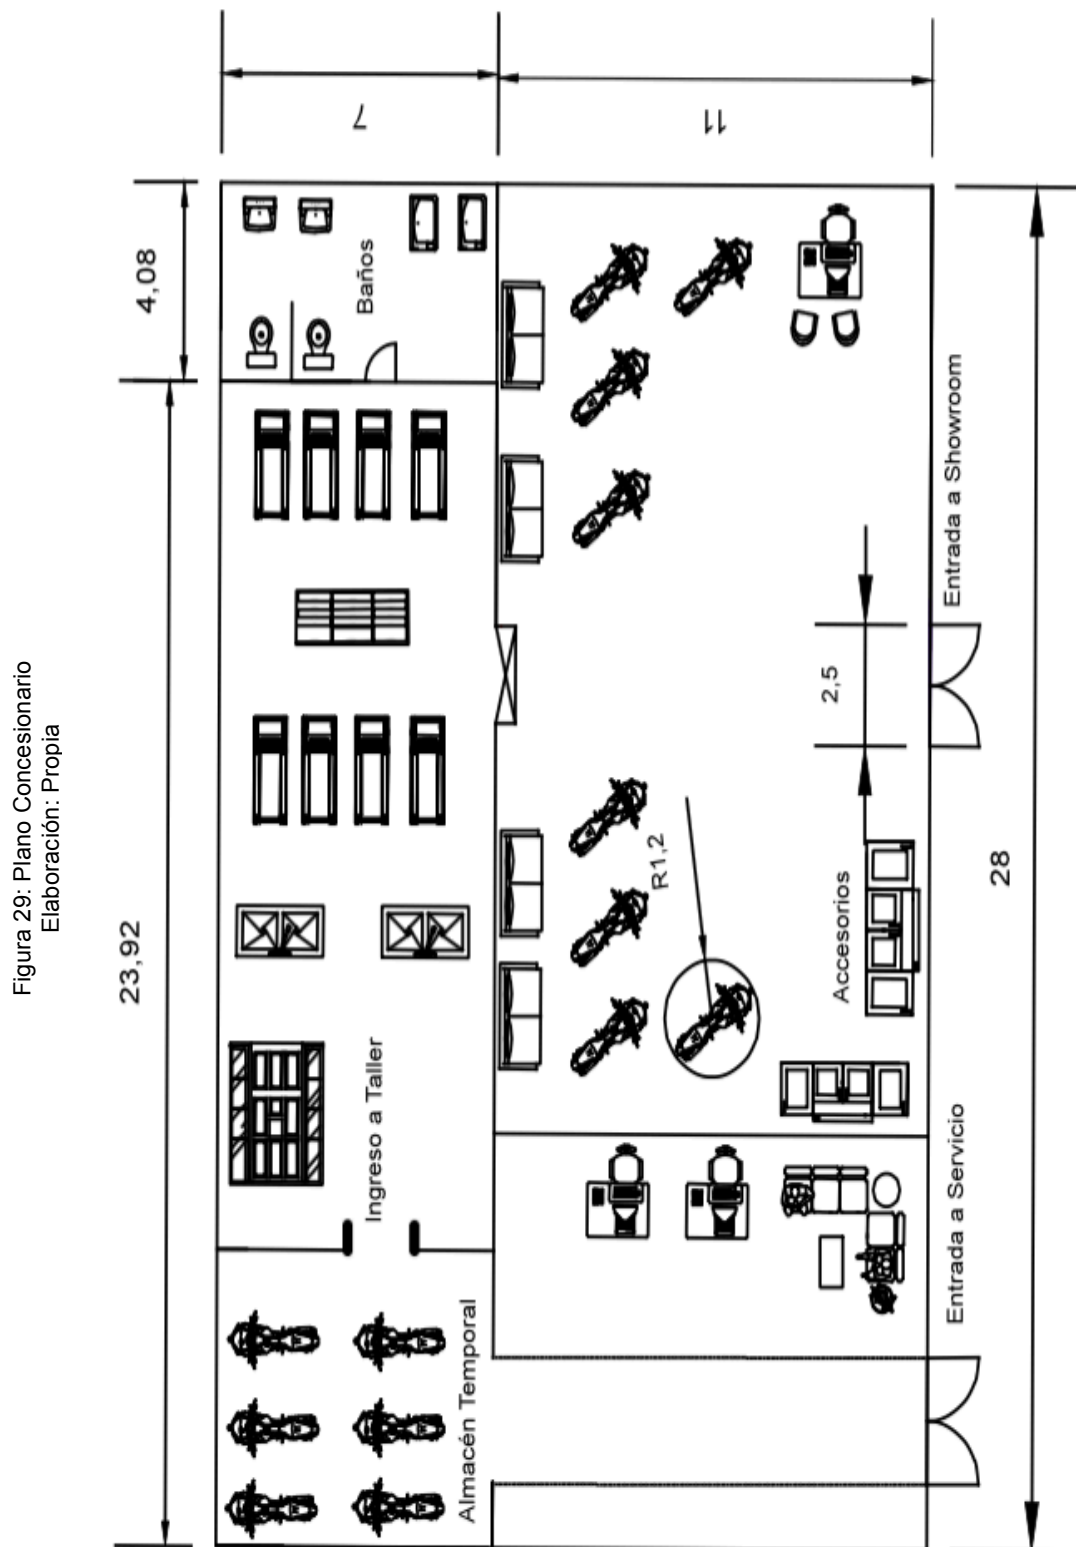 Figura 29: Plano Concesionario
Elaboración: Propia
7
11
4,08
23,92
Baños
Ingreso a Taller
Almacén Temporal
R1,2
2,5
Accesorios
Entrada a Showroom
28
Entrada a Servicio